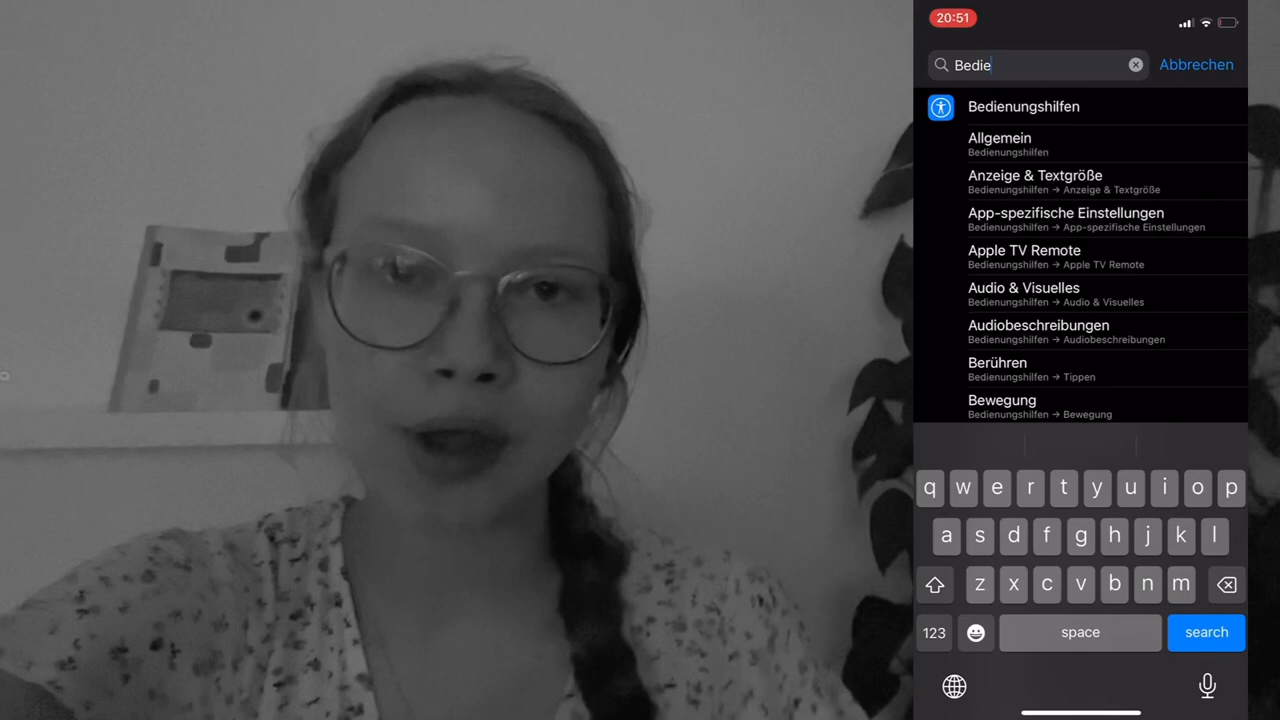 20:51
Bedie
Abbrechen
Bedienungshilfen
Allgemein
Bedienungshilfen
Anzeige & Textgröße
Bedienungshilfen → Anzeige & Textgröße
App-spezifische Einstellungen
Bedienungshilfen → App-spezifische Einstellungen
Apple TV Remote
Bedienungshilfen → Apple TV Remote
Audio & Visuelles
Bedienungshilfen → Audio & Visuelles
Audiobeschreibungen
Bedienungshilfen → Audiobeschreibungen
Berühren
Bedienungshilfen → Tippen
Bewegung
Bedienungshilfen → Bewegung
q w e r t y u i o p
a s d f g h j k l
z x c v b n m
123 space search